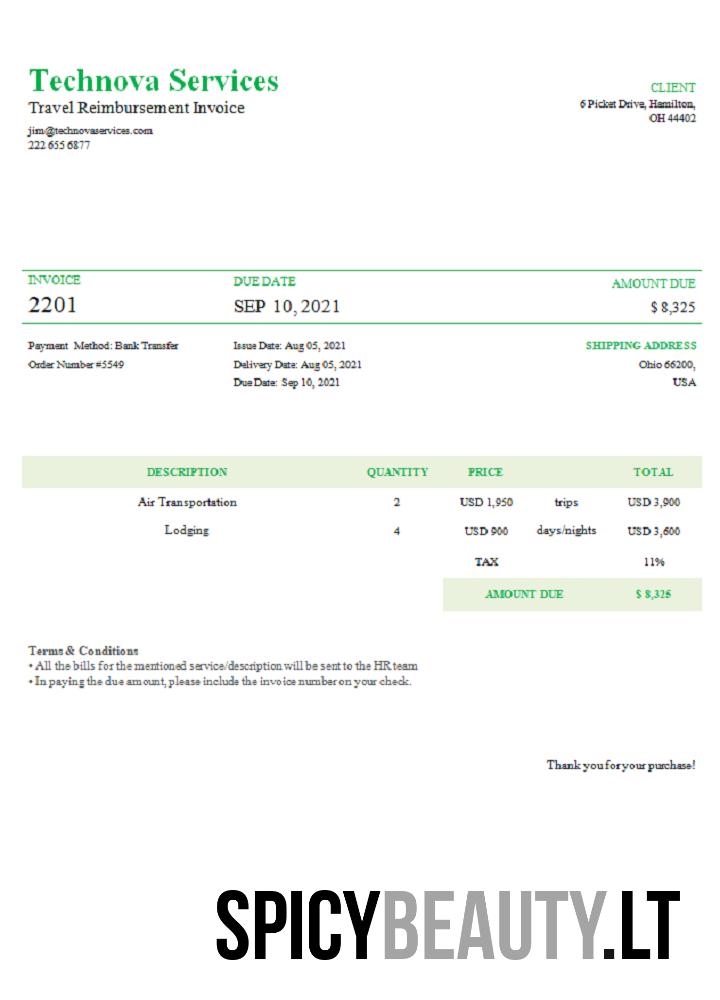 Technova Services
Travel Reimbursement Invoice
jim@technovaservices.com
222 655 6877
CLIENT
6 Picket Drive, Hamilton,
OH 44402
INVOICE DUE DATE AMOUNT DUE
2201 SEP 10, 2021 $ 8,325
Payment Method: Bank Transfer Issue Date: Aug 05, 2021 SHIPPING ADDRESS
Order Number #5549 Delivery Date: Aug 05, 2021 Ohio 66200,
Due Date: Sep 10, 2021 USA
DESCRIPTION QUANTITY PRICE TOTAL
Air Transportation 2 USD 1,950 trips USD 3,900
Lodging 4 USD 900 days/nights USD 3,600
TAX 11%
AMOUNT DUE $ 8,325
Terms & Conditions
• All the bills for the mentioned service/description will be sent to the HR team
• In paying the due amount, please include the invoice number on your check.
Thank you for your purchase!
SPICYBEAUTY.LT